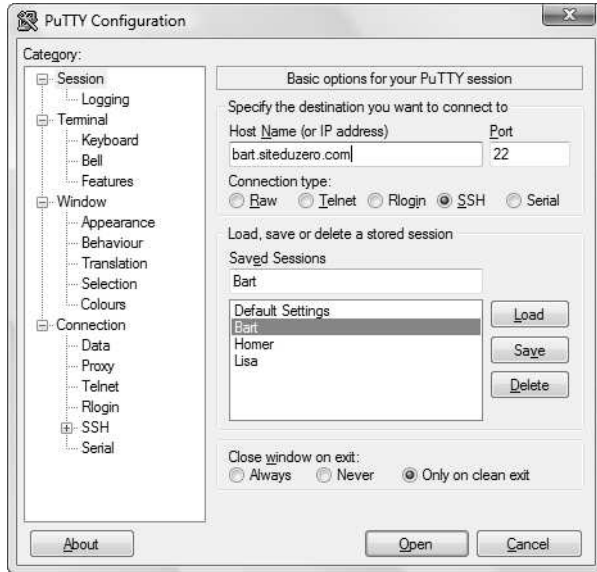 PuTTY Configuration
Category:
Session
Logging
Terminal
Keyboard
Bell
Features
Window
Appearance
Behaviour
Translation
Selection
Colours
Connection
Data
Proxy
Telnet
Rlogin
SSH
Serial
Basic options for your PuTTY session
Specify the destination you want to connect to
Host Name (or IP address) Port
bart.siteduzero.com 22
Connection type:
Raw Telnet Rlogin SSH Serial
Load, save or delete a stored session
Saved Sessions
Bart
Default Settings
Bart
Homer
Lisa
Load
Save
Delete
Close window on exit:
Always Never Only on clean exit
About Open Cancel